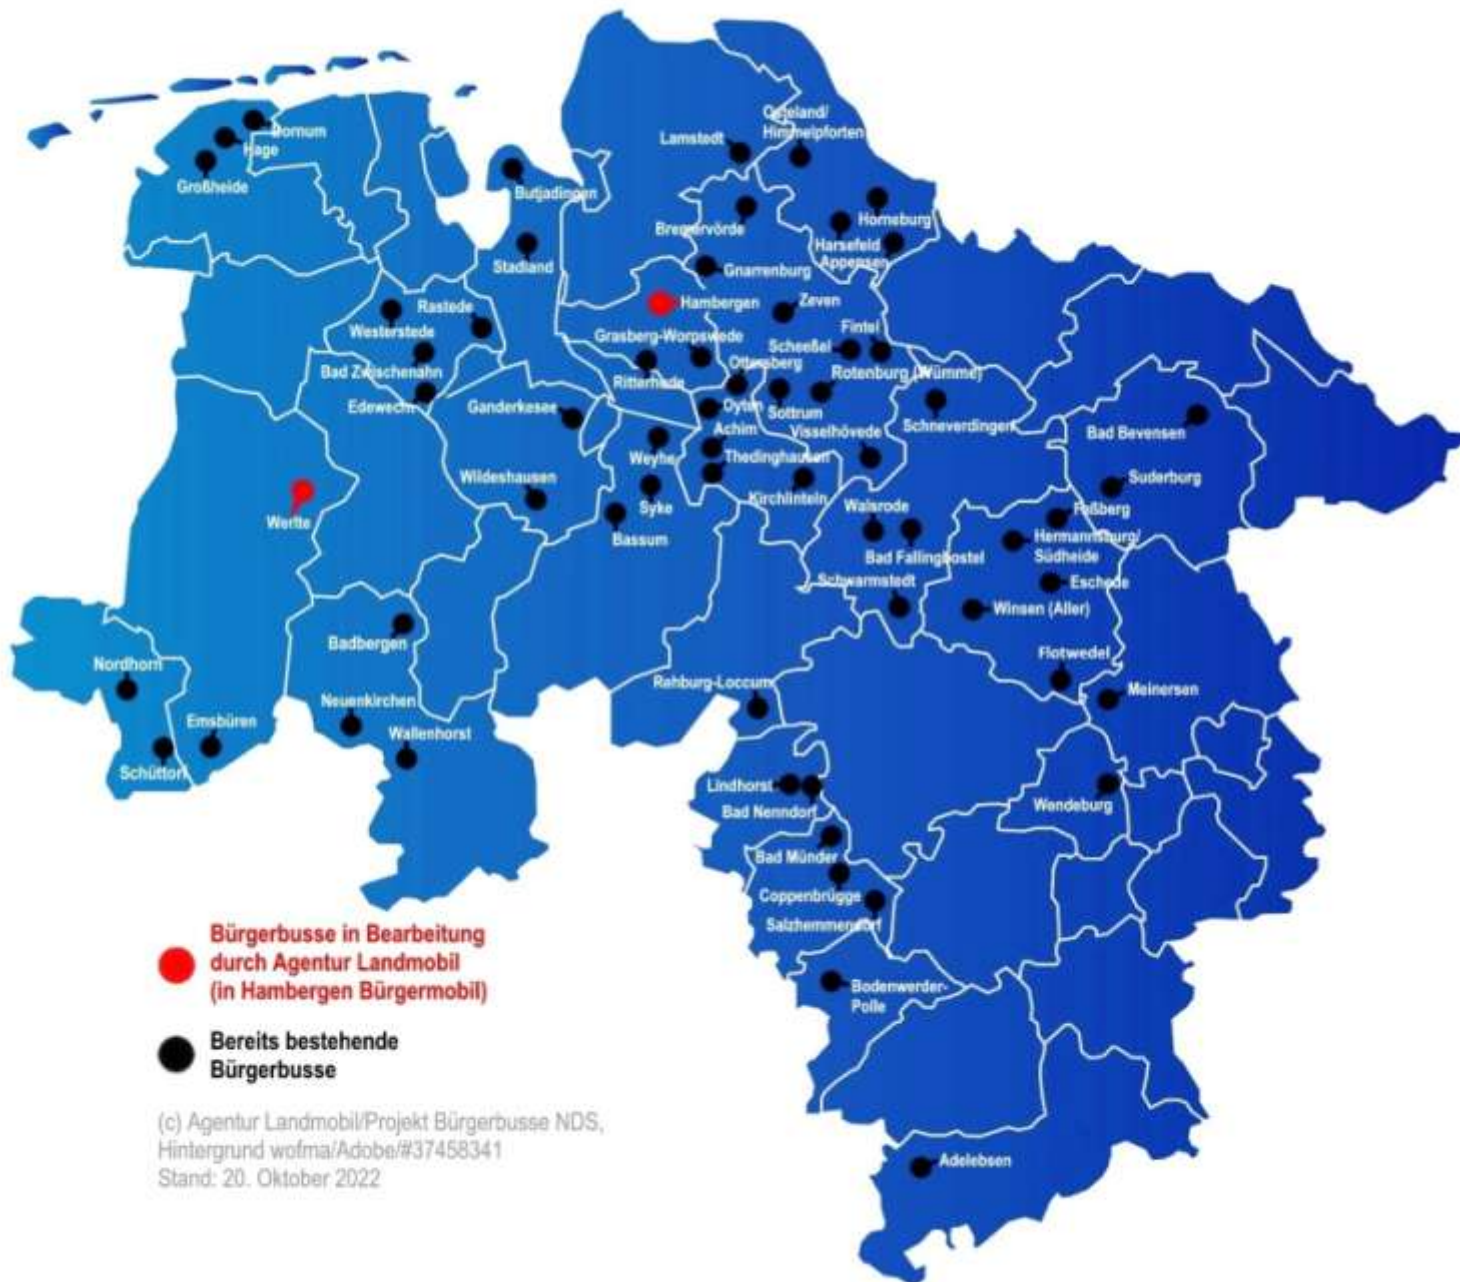 Dornum
Hage
Großheide
Butjadingen
Stadland
Lamstedt
Osteland/
Himmelpforten
Bremervörde
Horneburg
Harsefeld
Appensen
Gnarrenburg
Hambergen
Zeven
Rastede
Westerstede
Bad Zwischenahn
Edewecht
Grasberg-Worpswede
Ritterhude
Fintel
Scheeßel
Ottersberg
Rotenburg (Wümme)
Sottrum
Oyten
Achim
Thedinghausen
Visselhövede
Schneverdingen
Bad Bevensen
Ganderkesee
Weyhe
Wildeshausen
Syke
Bassum
Kirchlinteln
Suderburg
Werlte
Walsrode
Bad Fallingbostel
Faßberg
Hermannsburg/
Südheide
Schwarmstedt
Eschede
Winsen (Aller)
Badbergen
Flotwedel
Nordhorn
Neuenkirchen
Rehburg-Loccum
Meinersen
Emsbüren
Wallenhorst
Schüttorf
Lindhorst
Bad Nenndorf
Wendeburg
Bad Münder
Coppenbrügge
Salzhemmendorf
Bodenwerder-
Polle
Adelebsen
Bürgerbusse in Bearbeitung
durch Agentur Landmobil
(in Hambergen Bürgermobil)
Bereits bestehende
Bürgerbusse
(c) Agentur Landmobil/Projekt Bürgerbusse NDS,
Hintergrund wofma/Adobe/#37458341
Stand: 20. Oktober 2022